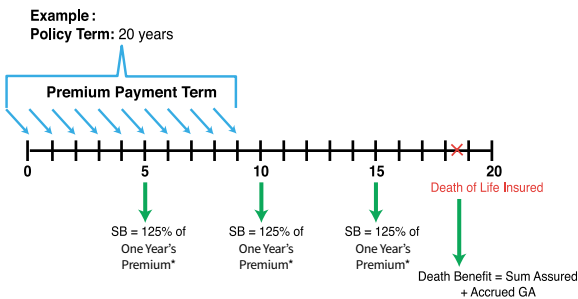 Example :
Policy Term: 20 years
Premium Payment Term
0 5 10 15 20
Death of Life Insured
SB = 125% of
One Year's
Premium*
SB = 125% of
One Year's
Premium*
SB = 125% of
One Year's
Premium*
Death Benefit = Sum Assured
+ Accrued GA